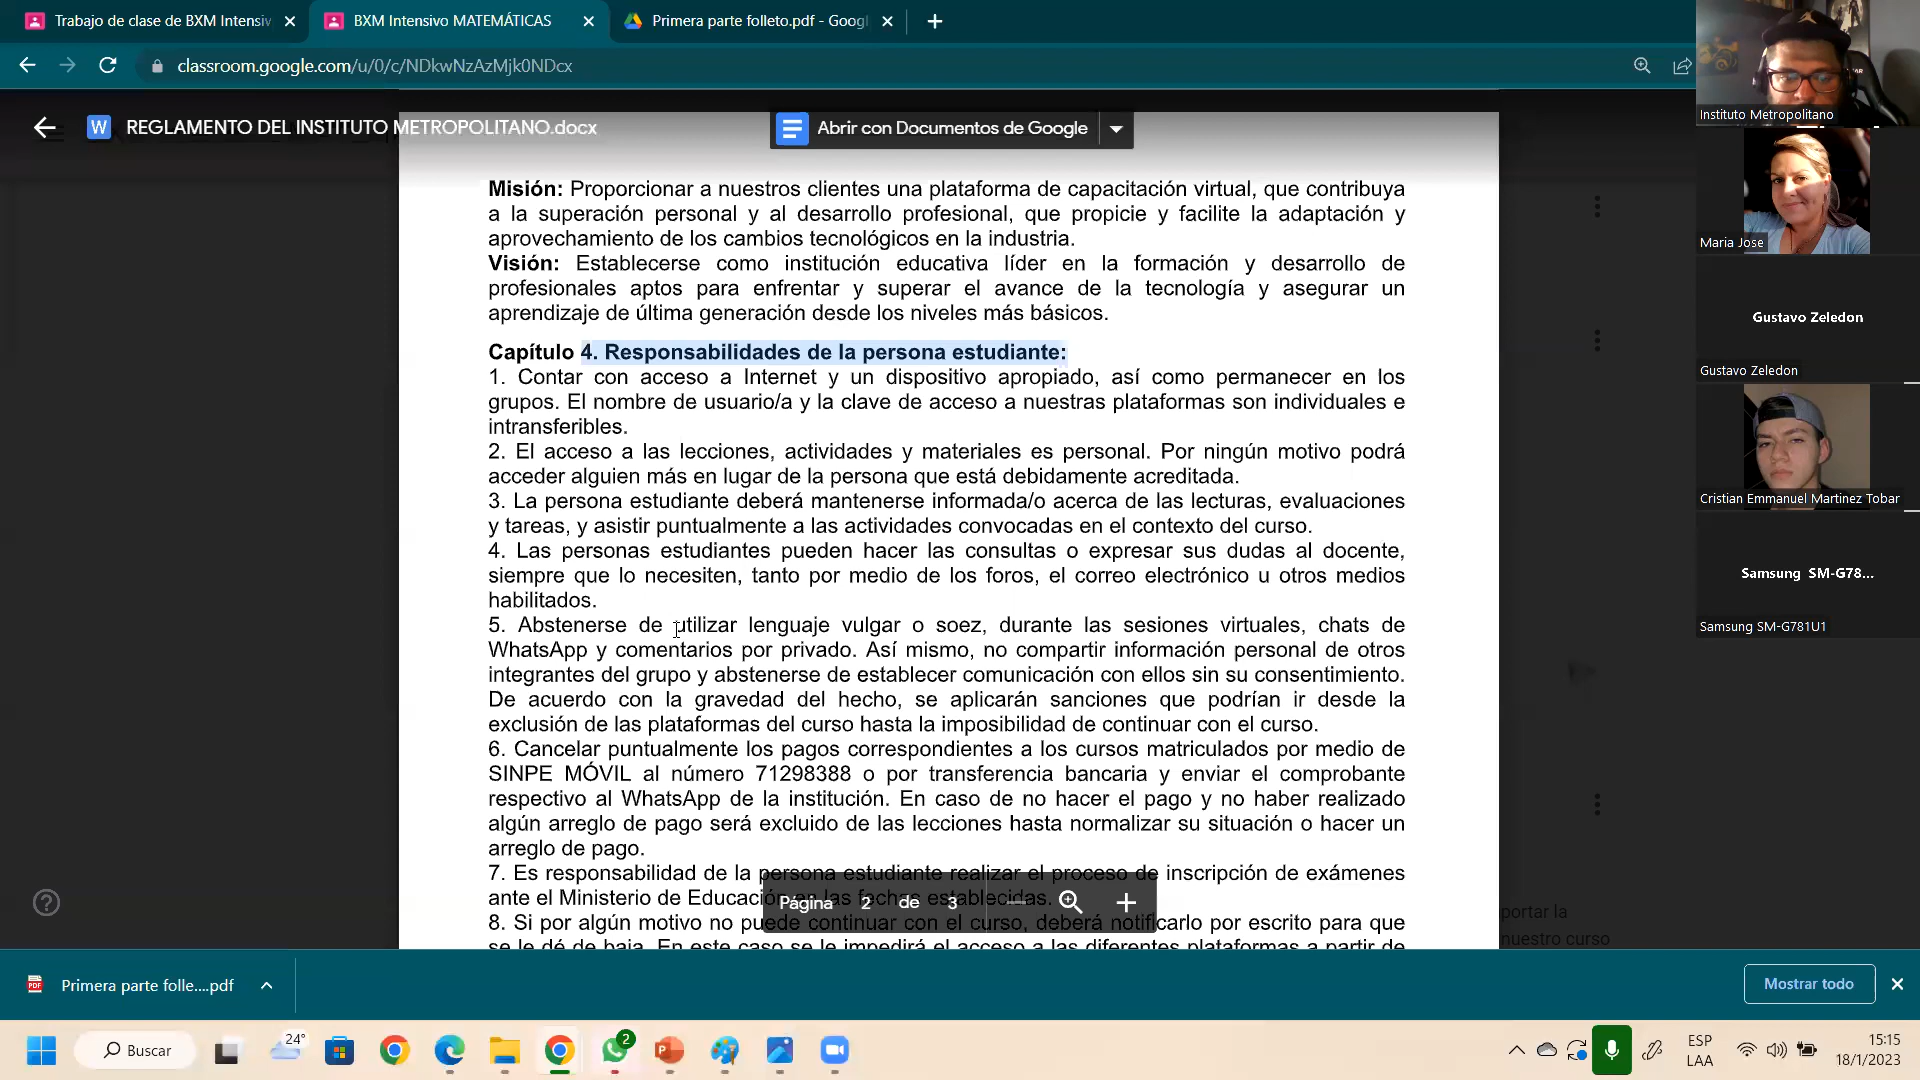 Trabajo de clase de BXM Intensiv
BXM Intensivo MATEMÁTICAS
Primera parte folleto.pdf - Goog
classroom.google.com/u/0/c/NDkwNzAzMjk0NDcx
W REGLAMENTO DEL INSTITUTO METROPOLITANO.docx
Abrir con Documentos de Google
Misión: Proporcionar a nuestros clientes una plataforma de capacitación virtual, que contribuya
a la superación personal y al desarrollo profesional, que propicie y facilite la adaptación y
aprovechamiento de los cambios tecnológicos en la industria.
Visión: Establecerse como institución educativa líder en la formación y desarrollo de
profesionales aptos para enfrentar y superar el avance de la tecnología y asegurar un
aprendizaje de última generación desde los niveles más básicos.
Capítulo 4. Responsabilidades de la persona estudiante:
1. Contar con acceso a Internet y un dispositivo apropiado, así como permanecer en los
grupos. El nombre de usuario/a y la clave de acceso a nuestras plataformas son individuales e
intransferibles.
2. El acceso a las lecciones, actividades y materiales es personal. Por ningún motivo podrá
acceder alguien más en lugar de la persona que está debidamente acreditada.
3. La persona estudiante deberá mantenerse informada/o acerca de las lecturas, evaluaciones
y tareas, y asistir puntualmente a las actividades convocadas en el contexto del curso.
4. Las personas estudiantes pueden hacer las consultas o expresar sus dudas al docente,
siempre que lo necesiten, tanto por medio de los foros, el correo electrónico u otros medios
habilitados.
5. Abstenerse de utilizar lenguaje vulgar o soez, durante las sesiones virtuales, chats de
WhatsApp y comentarios por privado. Así mismo, no compartir información personal de otros
integrantes del grupo y abstenerse de establecer comunicación con ellos sin su consentimiento.
De acuerdo con la gravedad del hecho, se aplicarán sanciones que podrían ir desde la
exclusión de las plataformas del curso hasta la imposibilidad de continuar con el curso.
6. Cancelar puntualmente los pagos correspondientes a los cursos matriculados por medio de
SINPE MÓVIL al número 71298388 o por transferencia bancaria y enviar el comprobante
respectivo al WhatsApp de la institución. En caso de no hacer el pago y no haber realizado
algún arreglo de pago será excluido de las lecciones hasta normalizar su situación o hacer un
arreglo de pago.
7. Es responsabilidad de la persona estudiante realizar el proceso de inscripción de exámenes
ante el Ministerio de Educación en las fechas establecidas.
8. Si por algún motivo no puede continuar con el curso, deberá notificarlo por escrito para que
se le dé de baja. En este caso se le impedirá el acceso a las diferentes plataformas a partir de
Página 2 de 3
portar la
nuestro curso
Instituto Metropolitano
Maria Jose
Gustavo Zeledon
Gustavo Zeledon
Cristian Emmanuel Martinez Tobar
Samsung SM-G78...
Samsung SM-G781U1
PDF
Primera parte folle....pdf
Mostrar todo
Buscar
24°
2
ESP
LAA
15:15
18/1/2023